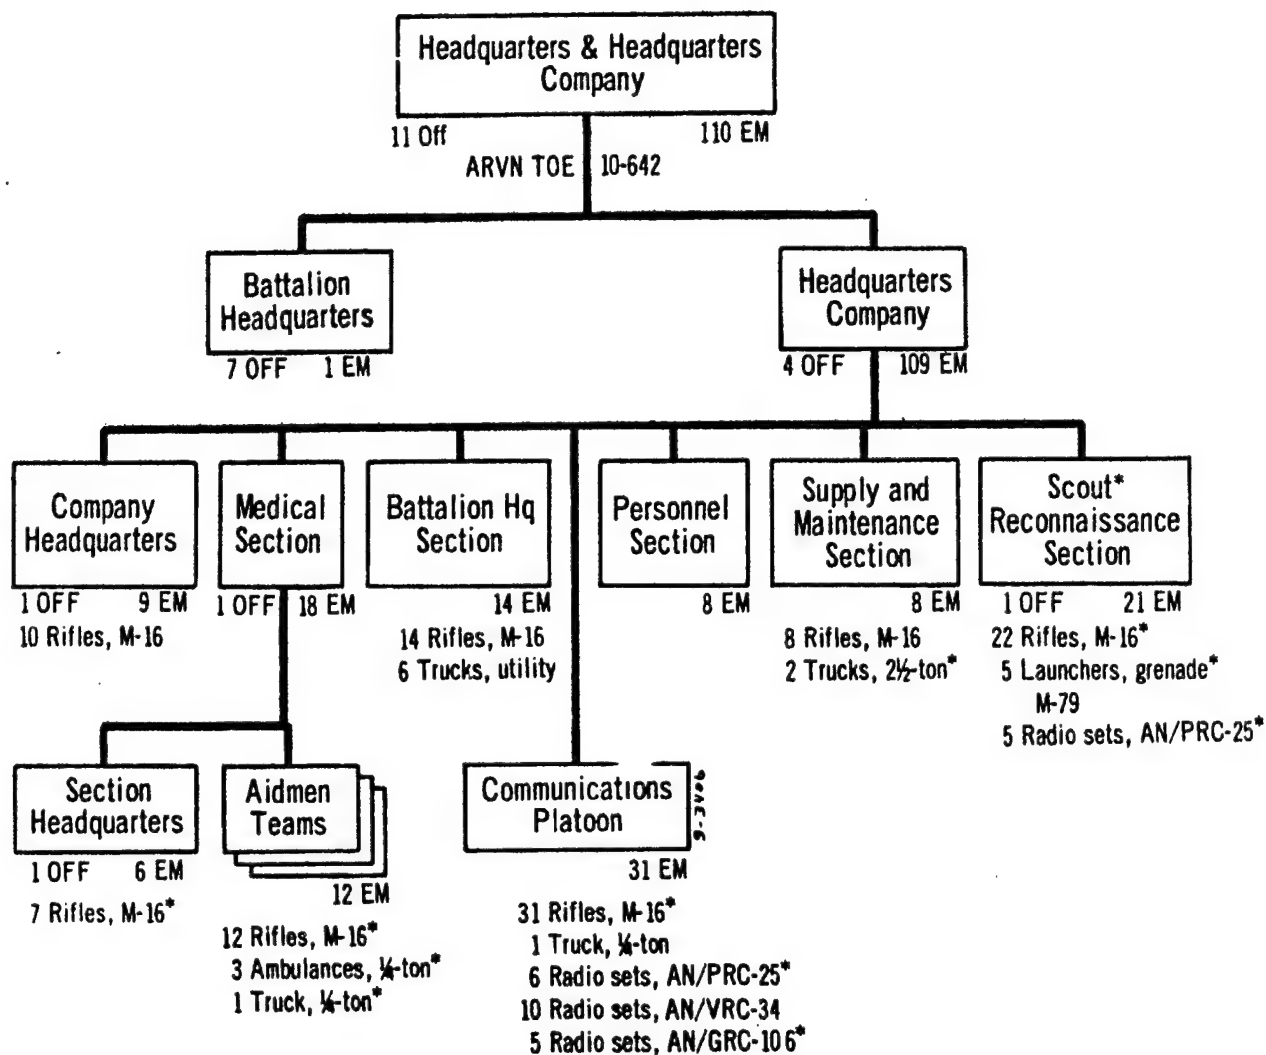 Headquarters & Headquarters
Company
11 Off 110 EM
ARVN TOE 10-642
Battalion
Headquarters
7 OFF 1 EM
Headquarters
Company
4 OFF 109 EM
Company
Headquarters
1 OFF 9 EM
10 Rifles, M-16
Medical
Section
1 OFF 18 EM
Battalion Hq
Section
14 EM
14 Rifles, M-16
6 Trucks, utility
Personnel
Section
8 EM
Supply and
Maintenance
Section
8 EM
8 Rifles, M-16
2 Trucks, 2½-ton*
Scout*
Reconnaissance
Section
1 OFF 21 EM
22 Rifles, M-16*
5 Launchers, grenade*
M-79
5 Radio sets, AN/PRC-25*
Section
Headquarters
1 OFF 6 EM
7 Rifles, M-16*
Aidmen
Teams
12 EM
12 Rifles, M-16*
3 Ambulances, ¼-ton*
1 Truck, ¼-ton*
Communications
Platoon
31 EM
31 Rifles, M-16*
1 Truck, ¼-ton
6 Radio sets, AN/PRC-25*
10 Radio sets, AN/VRC-34
5 Radio sets, AN/GRC-106*